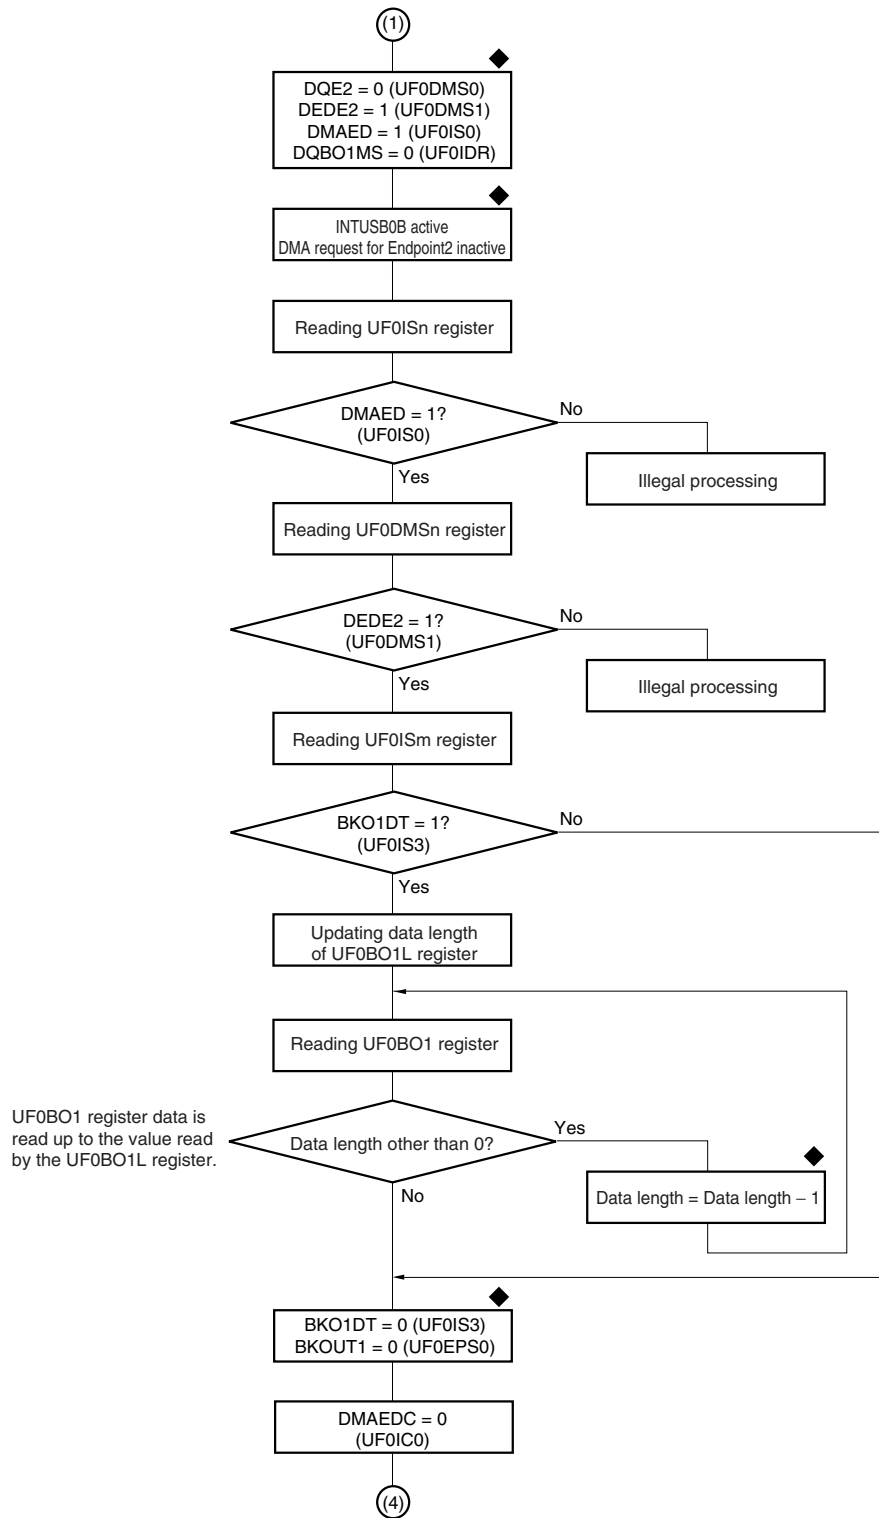 (1)
DQE2 = 0 (UF0DMS0)
DEDE2 = 1 (UF0DMS1)
DMAED = 1 (UF0IS0)
DQBO1MS = 0 (UF0IDR)
INTUSB0B active
DMA request for Endpoint2 inactive
Reading UF0ISn register
DMAED = 1?
(UF0IS0)
No
Illegal processing
Yes
Reading UF0DMSn register
DEDE2 = 1?
(UF0DMS1)
No
Illegal processing
Yes
Reading UF0ISm register
BKO1DT = 1?
(UF0IS3)
No
Yes
Updating data length
of UF0BO1L register
Reading UF0BO1 register
UF0BO1 register data is
read up to the value read
by the UF0BO1L register.
Data length other than 0?
Yes
Data length = Data length − 1
No
BKO1DT = 0 (UF0IS3)
BKOUT1 = 0 (UF0EPS0)
DMAEDC = 0
(UF0IC0)
(4)